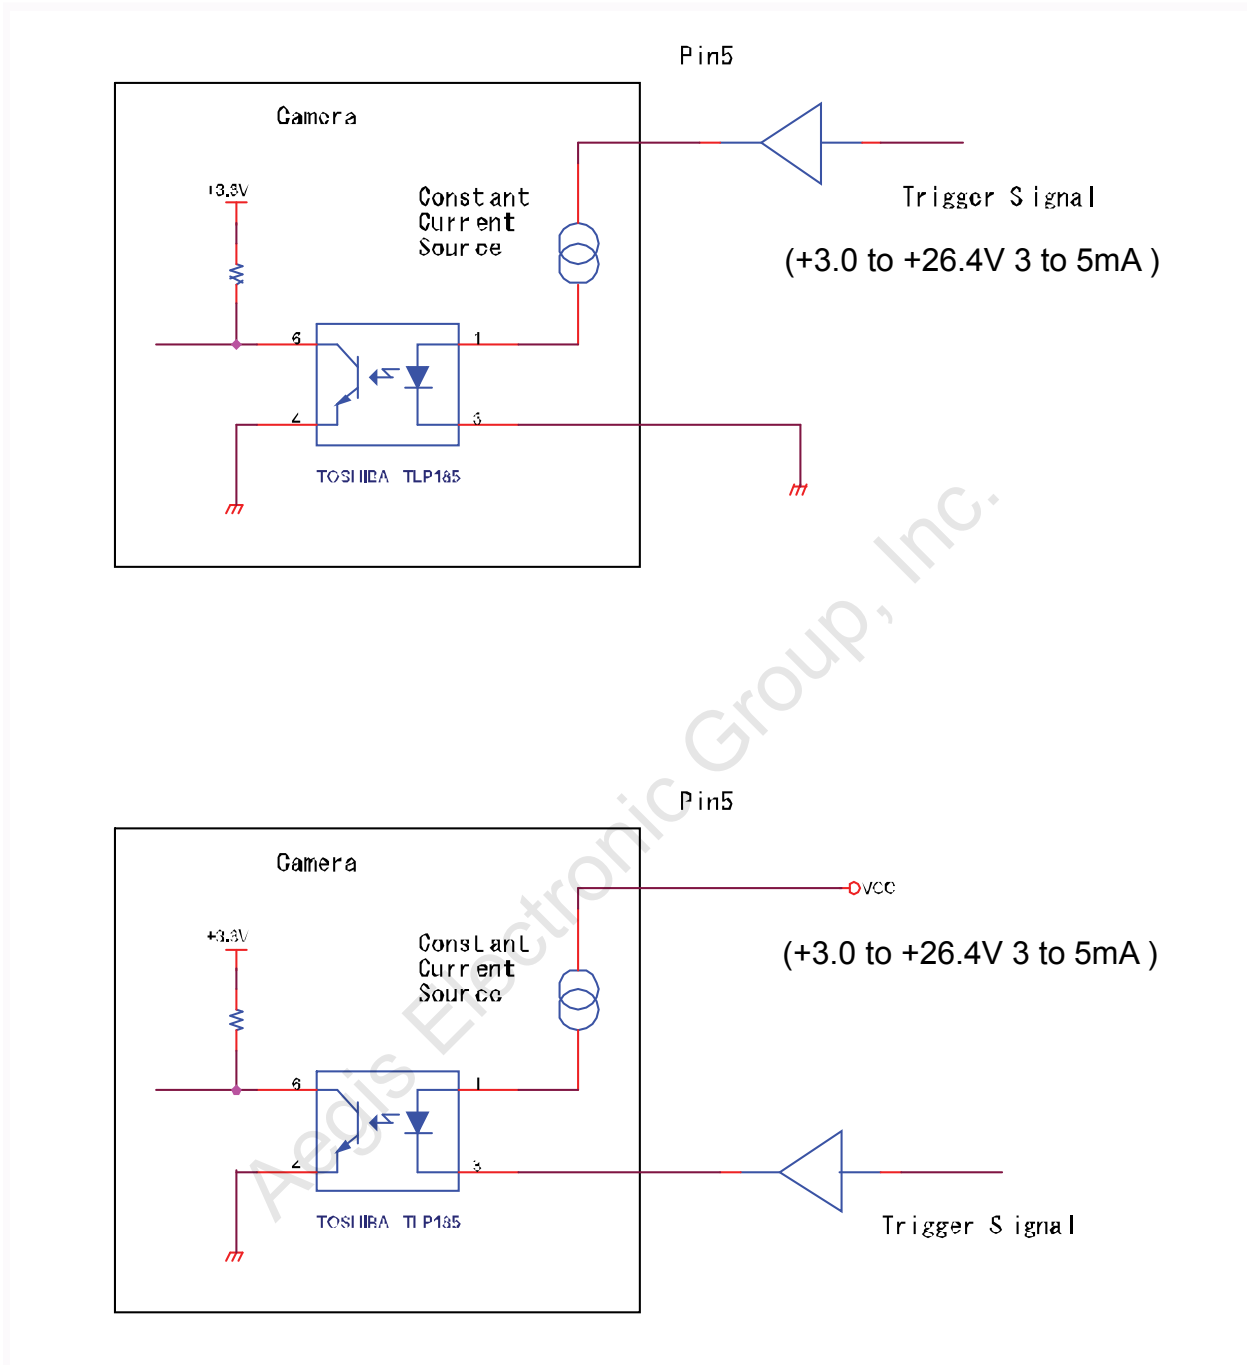 Pin5
Camera
+3.3V
Constant
Current
Source
Trigger Signal
(+3.0 to +26.4V 3 to 5mA )
6
1
4
3
TOSHIBA TLP185
Pin5
Camera
VCC
+3.3V
Constant
Current
Source
(+3.0 to +26.4V 3 to 5mA )
6
1
4
3
TOSHIBA TLP185
Trigger Signal
Aegis Electronic Group, Inc.